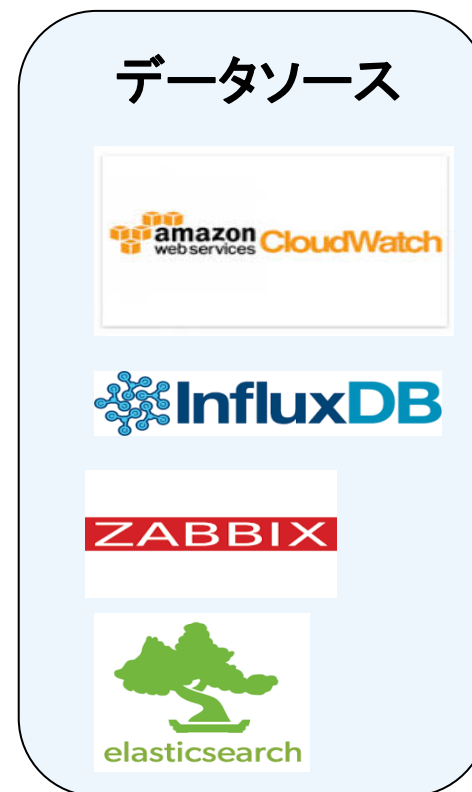 データソース
amazon
web services
CloudWatch
InfluxDB
ZABBIX
elasticsearch